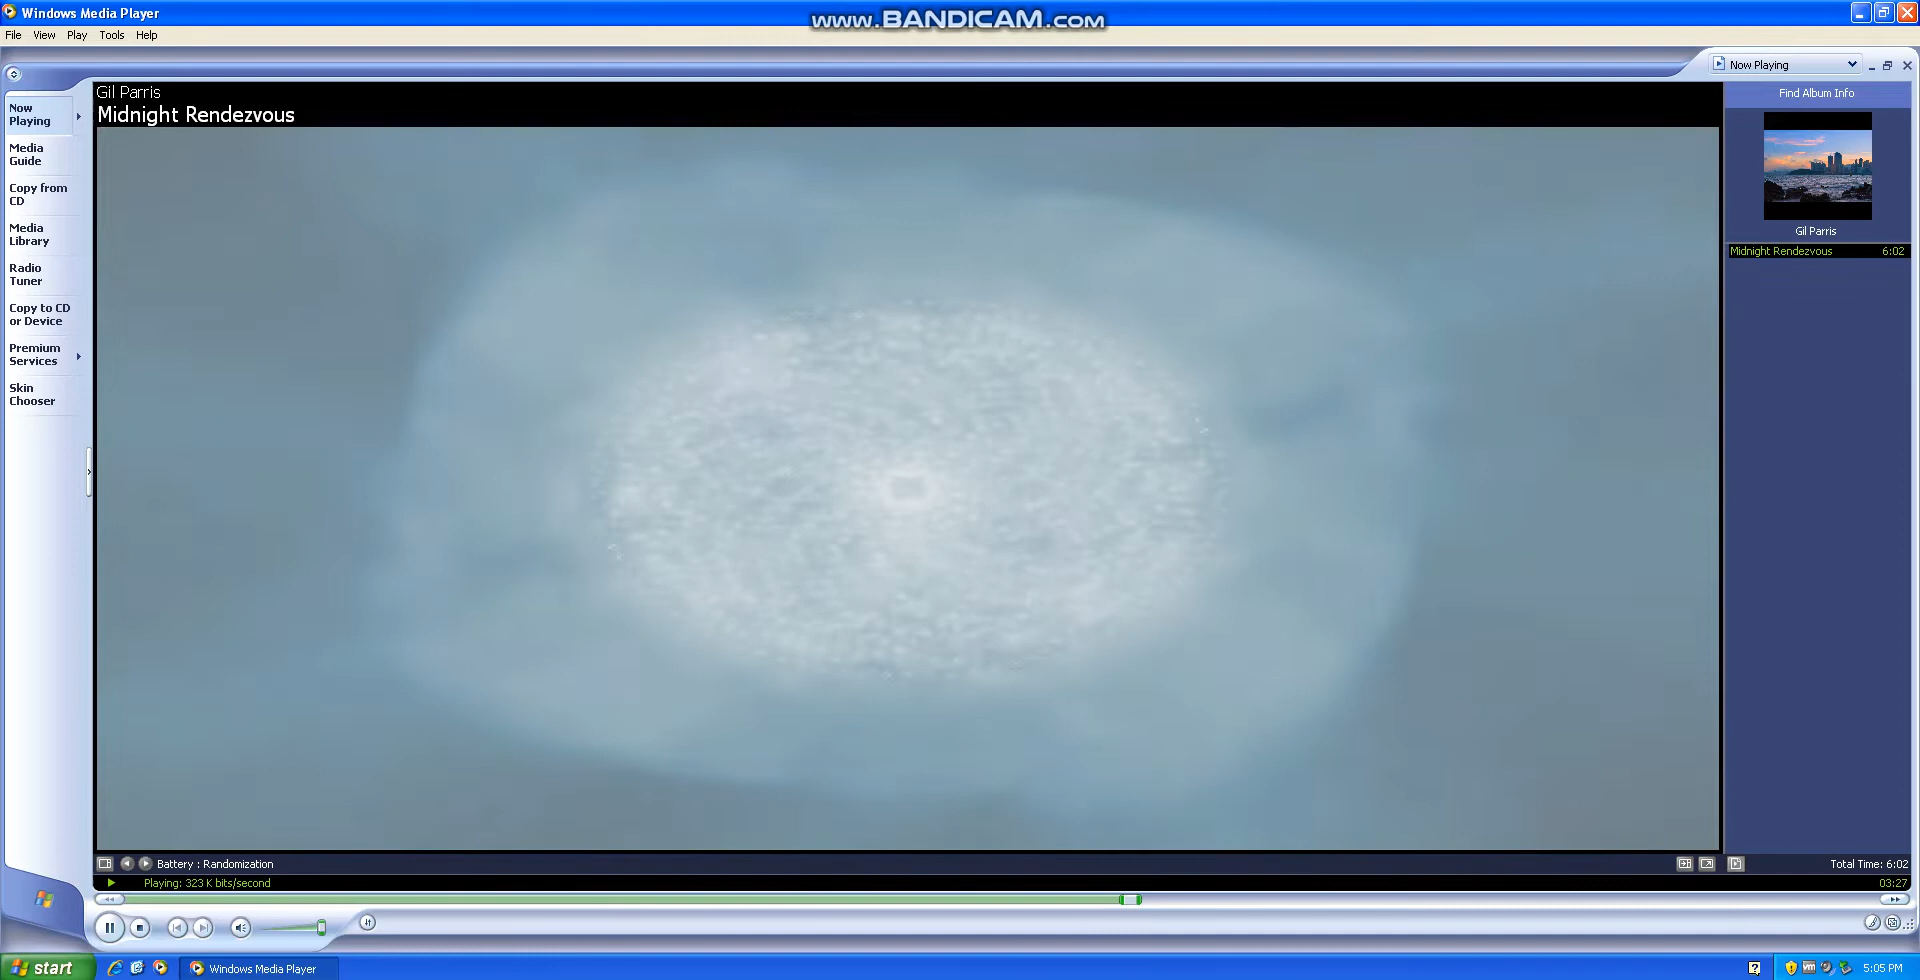 Windows Media Player
www.BANDICAM.com
File View Play Tools Help
Now Playing
Now
Playing
Media
Guide
Copy from
CD
Media
Library
Radio
Tuner
Copy to CD
or Device
Premium
Services
Skin
Chooser
Gil Parris
Midnight Rendezvous
Find Album Info
Gil Parris
Midnight Rendezvous 6:02
Battery : Randomization
Total Time: 6:02
Playing: 323 K bits/second
03:27
start
Windows Media Player
5:05 PM